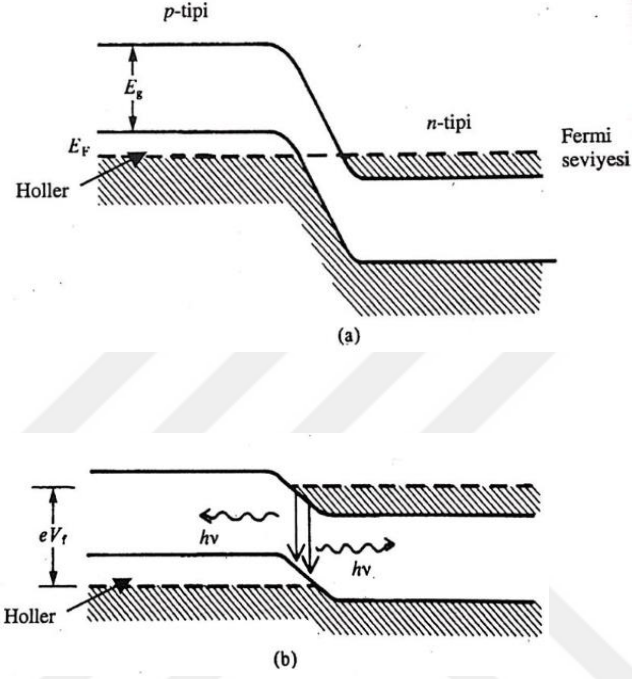 p-tipi
E_g
n-tipi
E_F
Fermi
seviyesi
Holler
(a)
eV_f
hν
hν
Holler
(b)